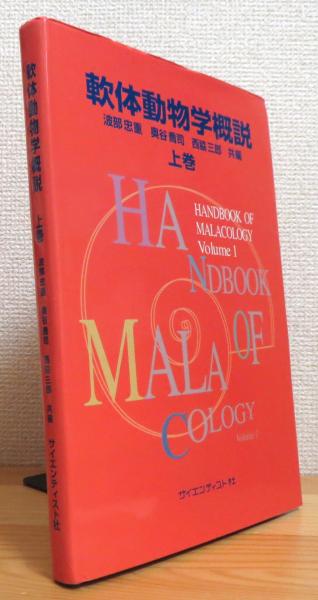 軟体動物学概説
波部忠重 奥谷喬司 西脇三郎 共編
上巻
HANDBOOK OF
MALACOLOGY
Volume 1
HA
NDBOOK
OF
MALA
COLOGY
Volume 1
サイエンティスト社
軟体動物学概説 上巻 波部忠重 奥谷喬司 西脇三郎 共編 サイエンティスト社